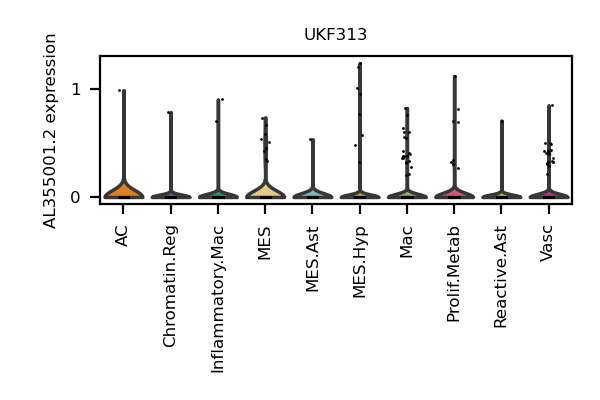 UKF313
AL355001.2 expression
1
0
AC
Chromatin.Reg
Inflammatory.Mac
MES
MES.Ast
MES.Hyp
Mac
Prolif.Metab
Reactive.Ast
Vasc